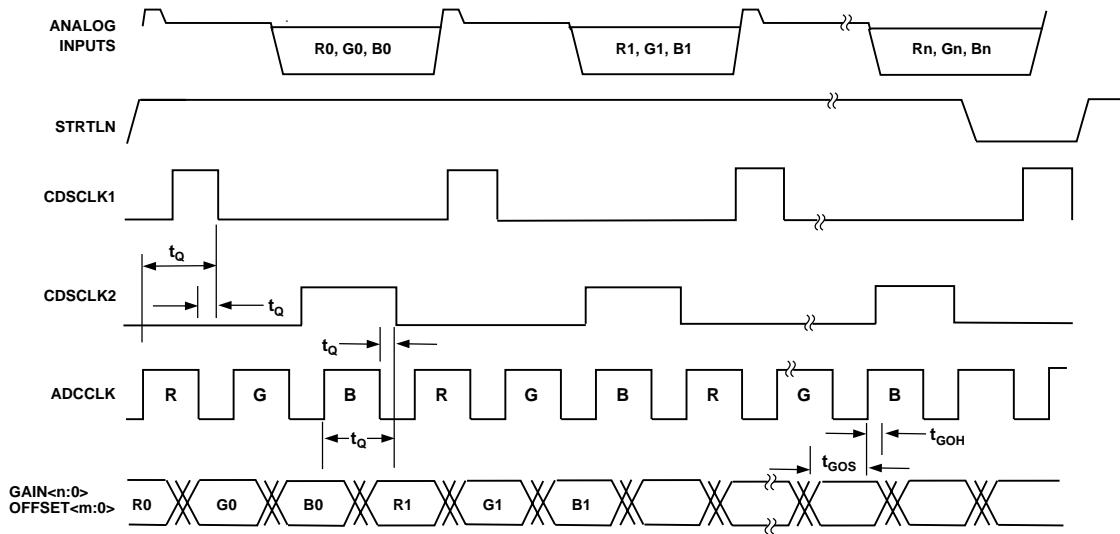 ANALOG
INPUTS
R0, G0, B0
R1, G1, B1
Rn, Gn, Bn
STRTLN
CDSCLK1
tQ
CDSCLK2
tQ
tQ
ADCCLK
R
G
B
R
G
B
R
G
B
tQ
tGOH
tGOS
GAIN<n:0>
OFFSET<m:0>
R0
G0
B0
R1
G1
B1